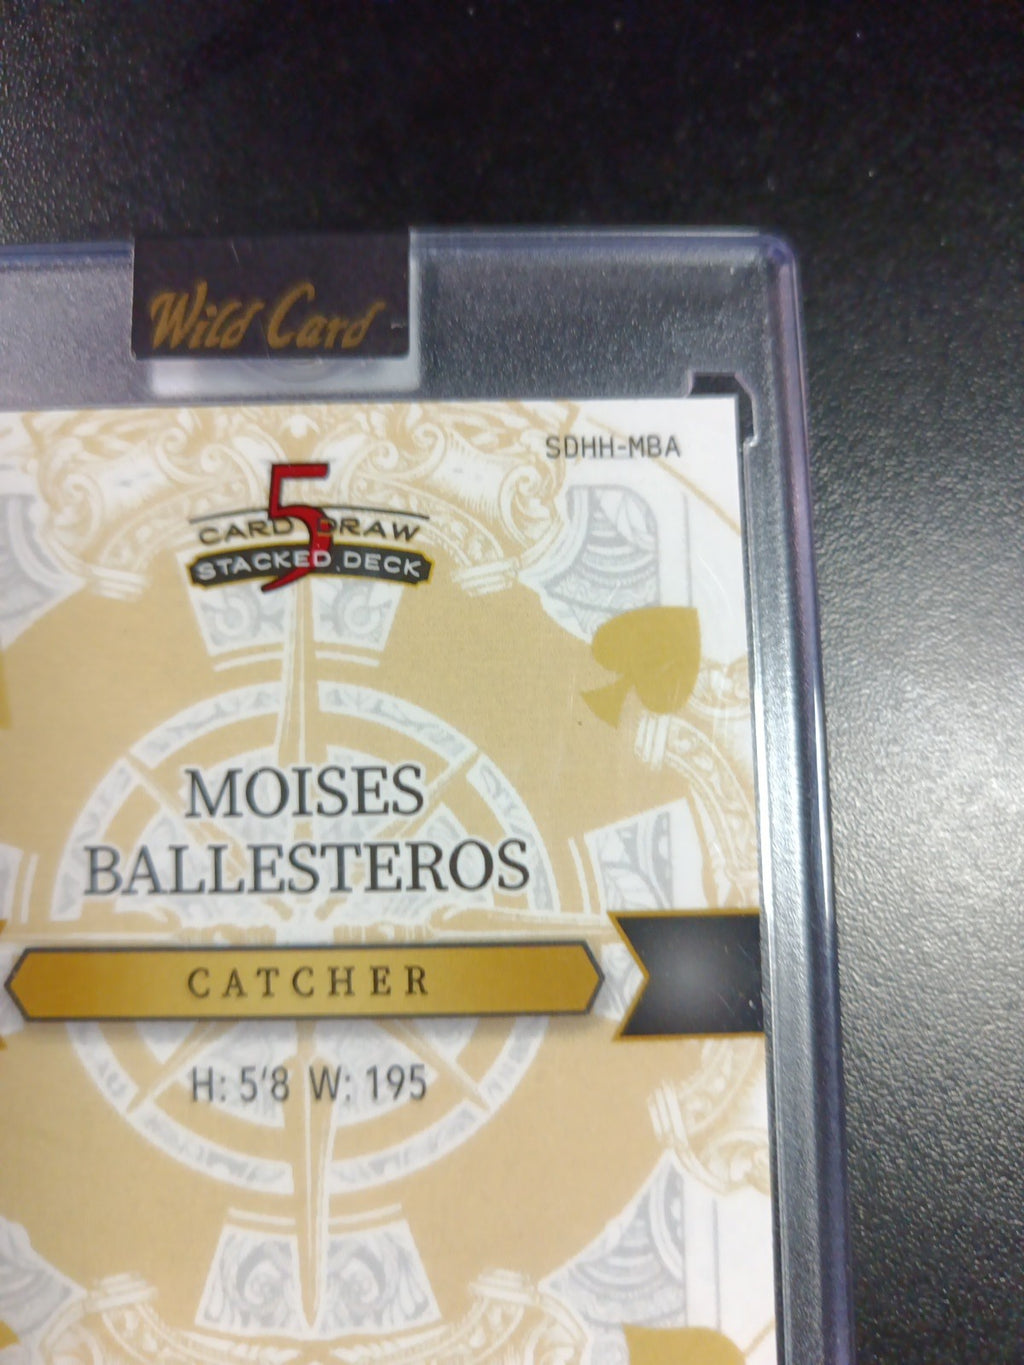 Wild Card
SDHH-MBA
5
CARD DRAW
STACKED DECK
MOISES
BALLESTEROS
CATCHER
H: 5'8 W: 195